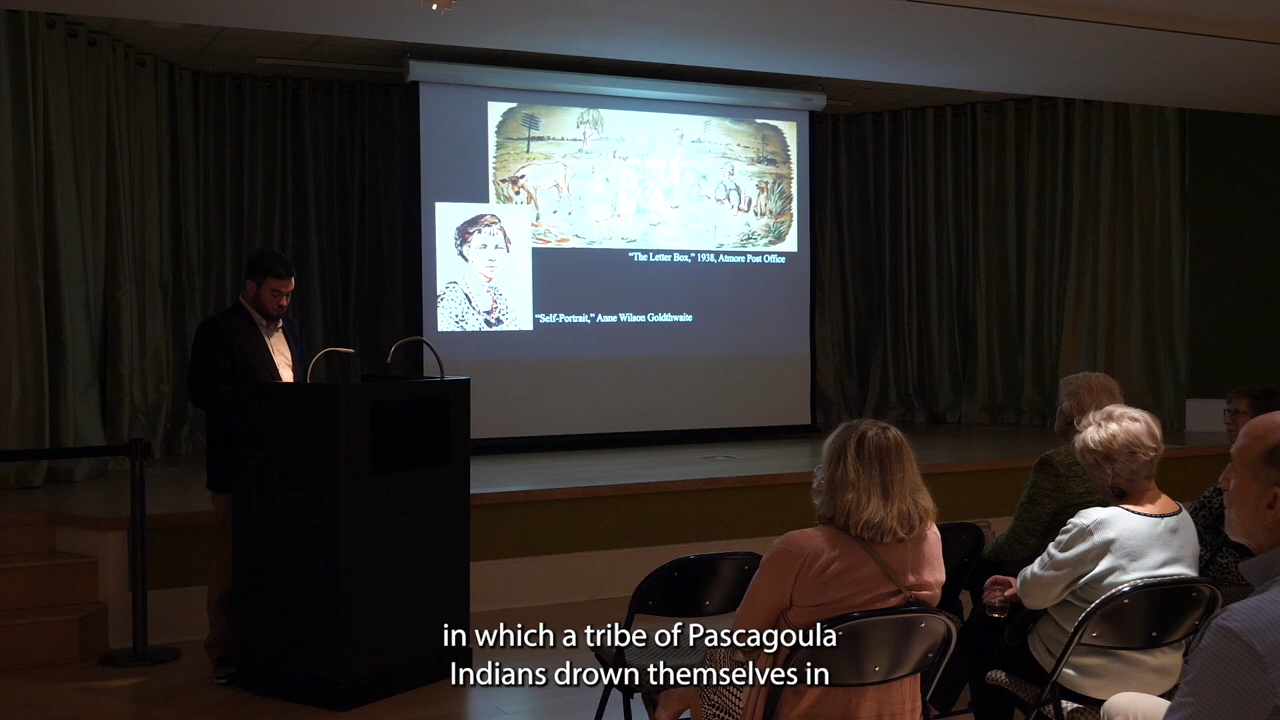 “The Letter Box,” 1938, Atmore Post Office
“Self-Portrait,” Anne Wilson Goldthwaite
in which a tribe of Pascagoula
Indians drown themselves in